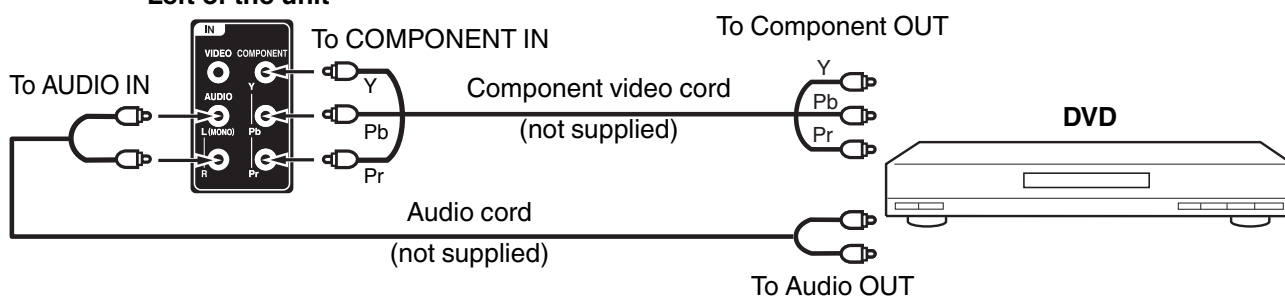 Left of the unit
IN
VIDEO COMPONENT
Y
AUDIO
L (MONO) Pb
R Pr
To AUDIO IN
To COMPONENT IN
Y
Pb
Pr
Component video cord
(not supplied)
To Component OUT
Y
Pb
Pr
DVD
Audio cord
(not supplied)
To Audio OUT